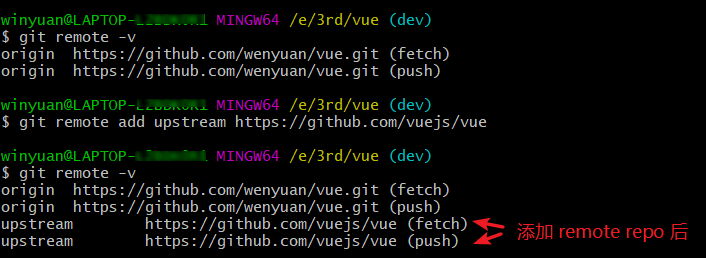 winyuan@LAPTOP- MINGW64 /e/3rd/vue (dev)
$ git remote -v
origin  https://github.com/wenyuan/vue.git (fetch)
origin  https://github.com/wenyuan/vue.git (push)
winyuan@LAPTOP- MINGW64 /e/3rd/vue (dev)
$ git remote add upstream https://github.com/vuejs/vue
winyuan@LAPTOP- MINGW64 /e/3rd/vue (dev)
$ git remote -v
origin  https://github.com/wenyuan/vue.git (fetch)
origin  https://github.com/wenyuan/vue.git (push)
upstream        https://github.com/vuejs/vue (fetch)
upstream        https://github.com/vuejs/vue (push)
添加 remote repo 后